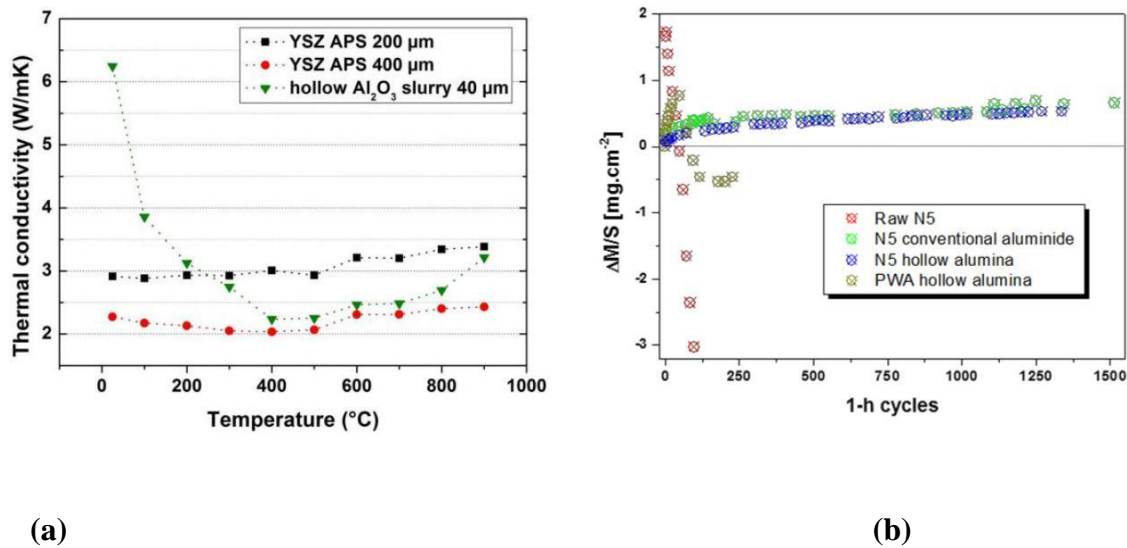 7
6
5
4
3
2
Thermal conductivity (W/mK)
YSZ APS 200 µm
YSZ APS 400 µm
hollow Al₂O₃ slurry 40 µm
0 200 400 600 800 1000
Temperature (°C)
(a)
2
1
0
-1
-2
-3
ΔM/S [mg.cm⁻²]
Raw N5
N5 conventional aluminide
N5 hollow alumina
PWA hollow alumina
0 250 500 750 1000 1250 1500
1-h cycles
(b)